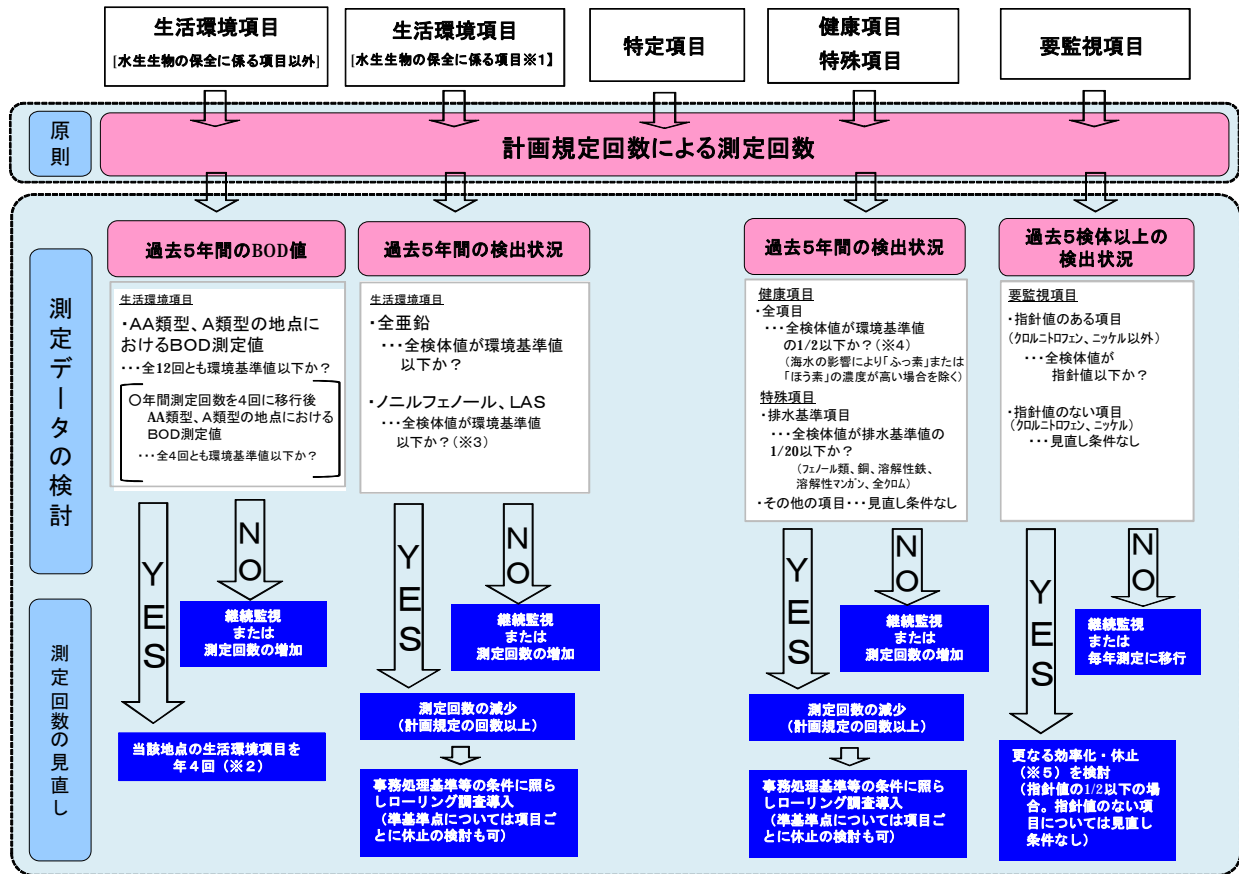 生活環境項目
[水生生物の保全に係る項目以外]
生活環境項目
[水生生物の保全に係る項目※1】
特定項目
健康項目
特殊項目
要監視項目
原則
計画規定回数による測定回数
測定データの検討
過去5年間のBOD値
生活環境項目
・AA類型、A類型の地点に
おけるBOD測定値
・・・全12回とも環境基準値以下か？
○年間測定回数を4回に移行後
AA類型、A類型の地点における
BOD測定値
・・・全4回とも環境基準値以下か？
過去5年間の検出状況
生活環境項目
・全亜鉛
・・・全検体値が環境基準値
以下か？
・ノニルフェノール、LAS
・・・全検体値が環境基準値
以下か？（※3）
過去5年間の検出状況
健康項目
・全項目
・・・全検体値が環境基準値
の1/2以下か？（※4）
（海水の影響により「ふっ素」または
「ほう素」の濃度が高い場合を除く）
特殊項目
・排水基準項目
・・・全検体値が排水基準値の
1/20以下か？
（フェノール類、銅、溶解性鉄、
溶解性マンガン、全クロム）
・その他の項目・・・見直し条件なし
過去5検体以上の
検出状況
要監視項目
・指針値のある項目
（クロルニトロフェン、ニッケル以外）
・・・全検体値が
指針値以下か？
・指針値のない項目
（クロルニトロフェン、ニッケル）
・・・見直し条件なし
測定回数の見直し
YES
NO
継続監視
または
測定回数の増加
当該地点の生活環境項目を
年4回（※2）
YES
NO
継続監視
または
測定回数の増加
測定回数の減少
（計画規定の回数以上）
事務処理基準等の条件に照ら
しローリング調査導入
（準基準点については項目ご
とに休止の検討も可）
YES
NO
継続監視
または
測定回数の増加
測定回数の減少
（計画規定の回数以上）
事務処理基準等の条件に照ら
しローリング調査導入
（準基準点については項目ご
とに休止の検討も可）
YES
NO
継続監視
または
毎年測定に移行
更なる効率化・休止
（※5）を検討
（指針値の1/2以下の場
合。指針値のない項
目については見直し
条件なし）